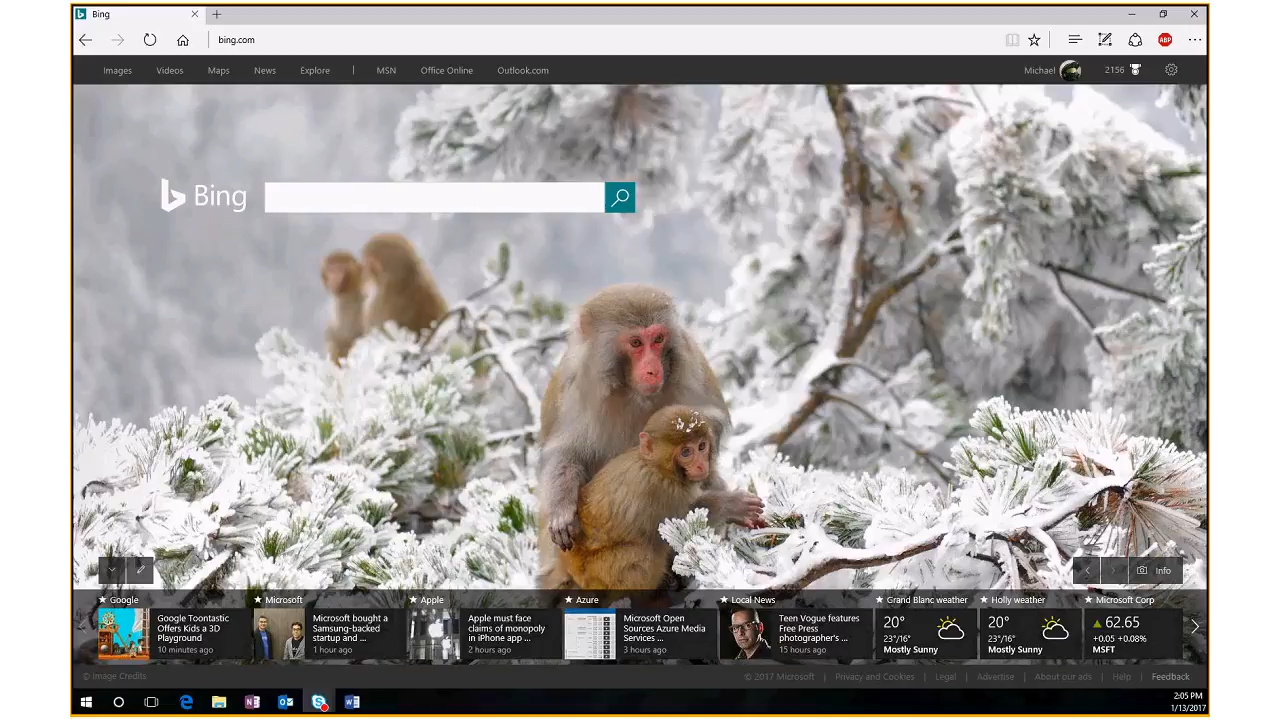 Bing
bing.com
ABP
Images Videos Maps News Explore | MSN Office Online Outlook.com
Michael 2156
Bing
Info
Google
Google Toontastic
Offers Kids a 3D
Playground
10 minutes ago
Microsoft
Microsoft bought a
Samsung-backed
startup and ...
1 hour ago
Apple
Apple must face
claims of monopoly
in iPhone app ...
2 hours ago
Azure
Microsoft Open
Sources Azure Media
Services ...
3 hours ago
Local News
Teen Vogue features
Free Press
photographer's ...
15 hours ago
Grand Blanc weather
20°
23°/16°
Mostly Sunny
Holly weather
20°
23°/16°
Mostly Sunny
Microsoft Corp
62.65
+0.05 +0.08%
MSFT
© Image Credits
© 2017 Microsoft | Privacy and Cookies | Legal | Advertise | About our ads | Help | Feedback
2:05 PM
1/13/2017